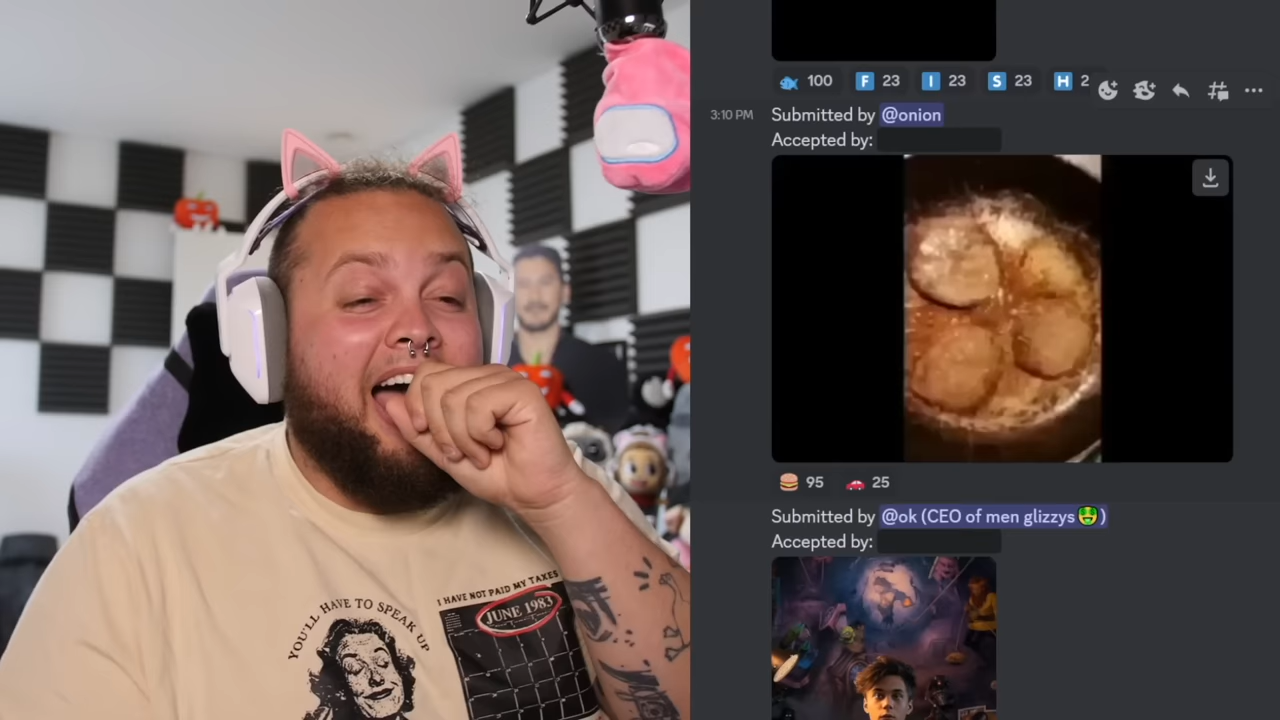 YOU'LL HAVE TO SPEAK UP
I HAVE NOT PAID MY TAXES
JUNE 1983
100 F 23 I 23 S 23 H 2
3:10 PM Submitted by @onion
Accepted by:
95 25
Submitted by @ok (CEO of men glizzys🤑)
Accepted by: